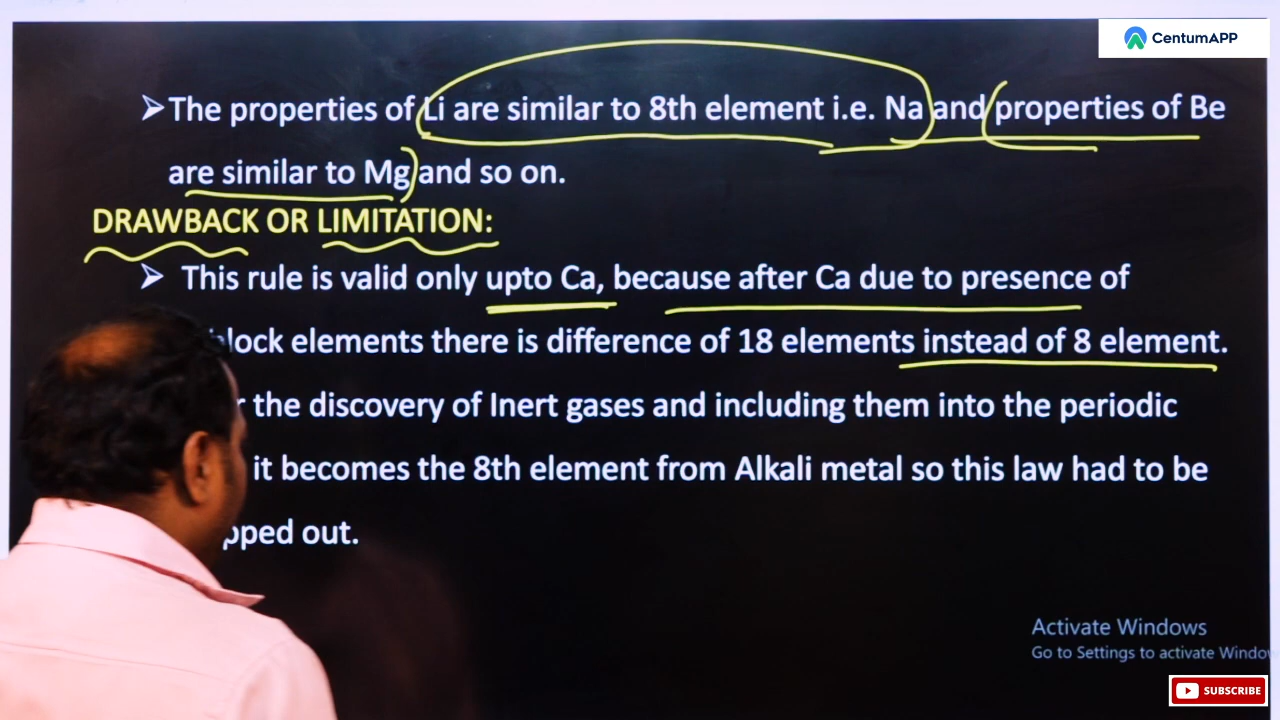 CentumAPP
➢The properties of Li are similar to 8th element i.e. Na and properties of Be
are similar to Mg and so on.
DRAWBACK OR LIMITATION:
➢ This rule is valid only upto Ca, because after Ca due to presence of
block elements there is difference of 18 elements instead of 8 element.
the discovery of Inert gases and including them into the periodic
it becomes the 8th element from Alkali metal so this law had to be
out.
Activate Windows
Go to Settings to activate
SUBSCRIBE